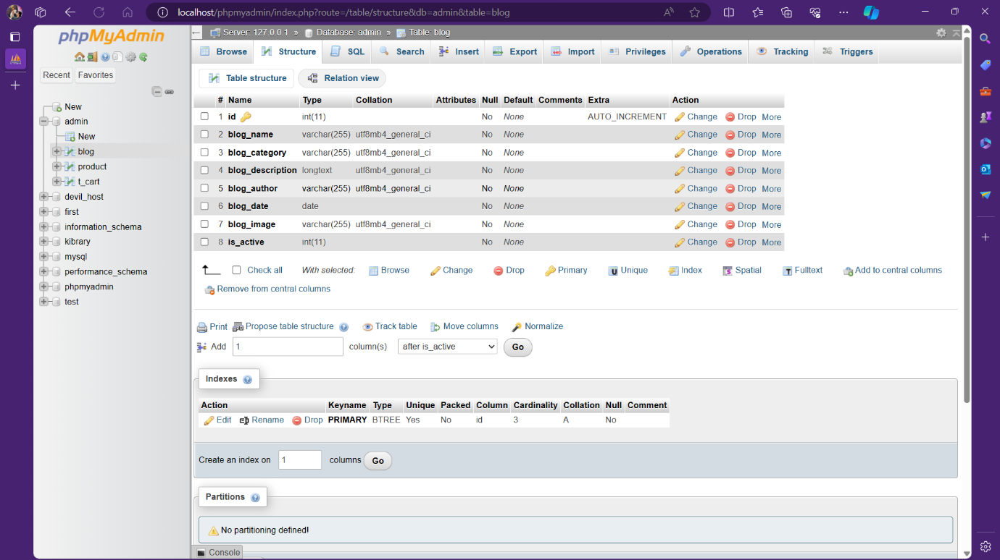 localhost/phpmyadmin/index.php?route=/table/structure&db=admin&table=blog
phpMyAdmin
Recent Favorites
New
admin
New
blog
product
t_cart
devil_host
first
information_schema
kibrary
mysql
performance_schema
phpmyadmin
test
Server: 127.0.0.1 » Database: admin » Table: blog
Browse Structure SQL Search Insert Export Import Privileges Operations Tracking Triggers
Table structure Relation view
# Name Type Collation Attributes Null Default Comments Extra Action
1 id int(11) No None AUTO_INCREMENT Change Drop More
2 blog_name varchar(255) utf8mb4_general_ci No None Change Drop More
3 blog_category varchar(255) utf8mb4_general_ci No None Change Drop More
4 blog_description longtext utf8mb4_general_ci No None Change Drop More
5 blog_author varchar(255) utf8mb4_general_ci No None Change Drop More
6 blog_date date No None Change Drop More
7 blog_image varchar(255) utf8mb4_general_ci No None Change Drop More
8 is_active int(11) No None Change Drop More
Check all With selected: Browse Change Drop Primary Unique Index Spatial Fulltext Add to central columns
Remove from central columns
Print Propose table structure Track table Move columns Normalize
Add 1 column(s) after is_active Go
Indexes
Action Keyname Type Unique Packed Column Cardinality Collation Null Comment
Edit Rename Drop PRIMARY BTREE Yes No id 3 A No
Create an index on 1 columns Go
Partitions
No partitioning defined!
Console